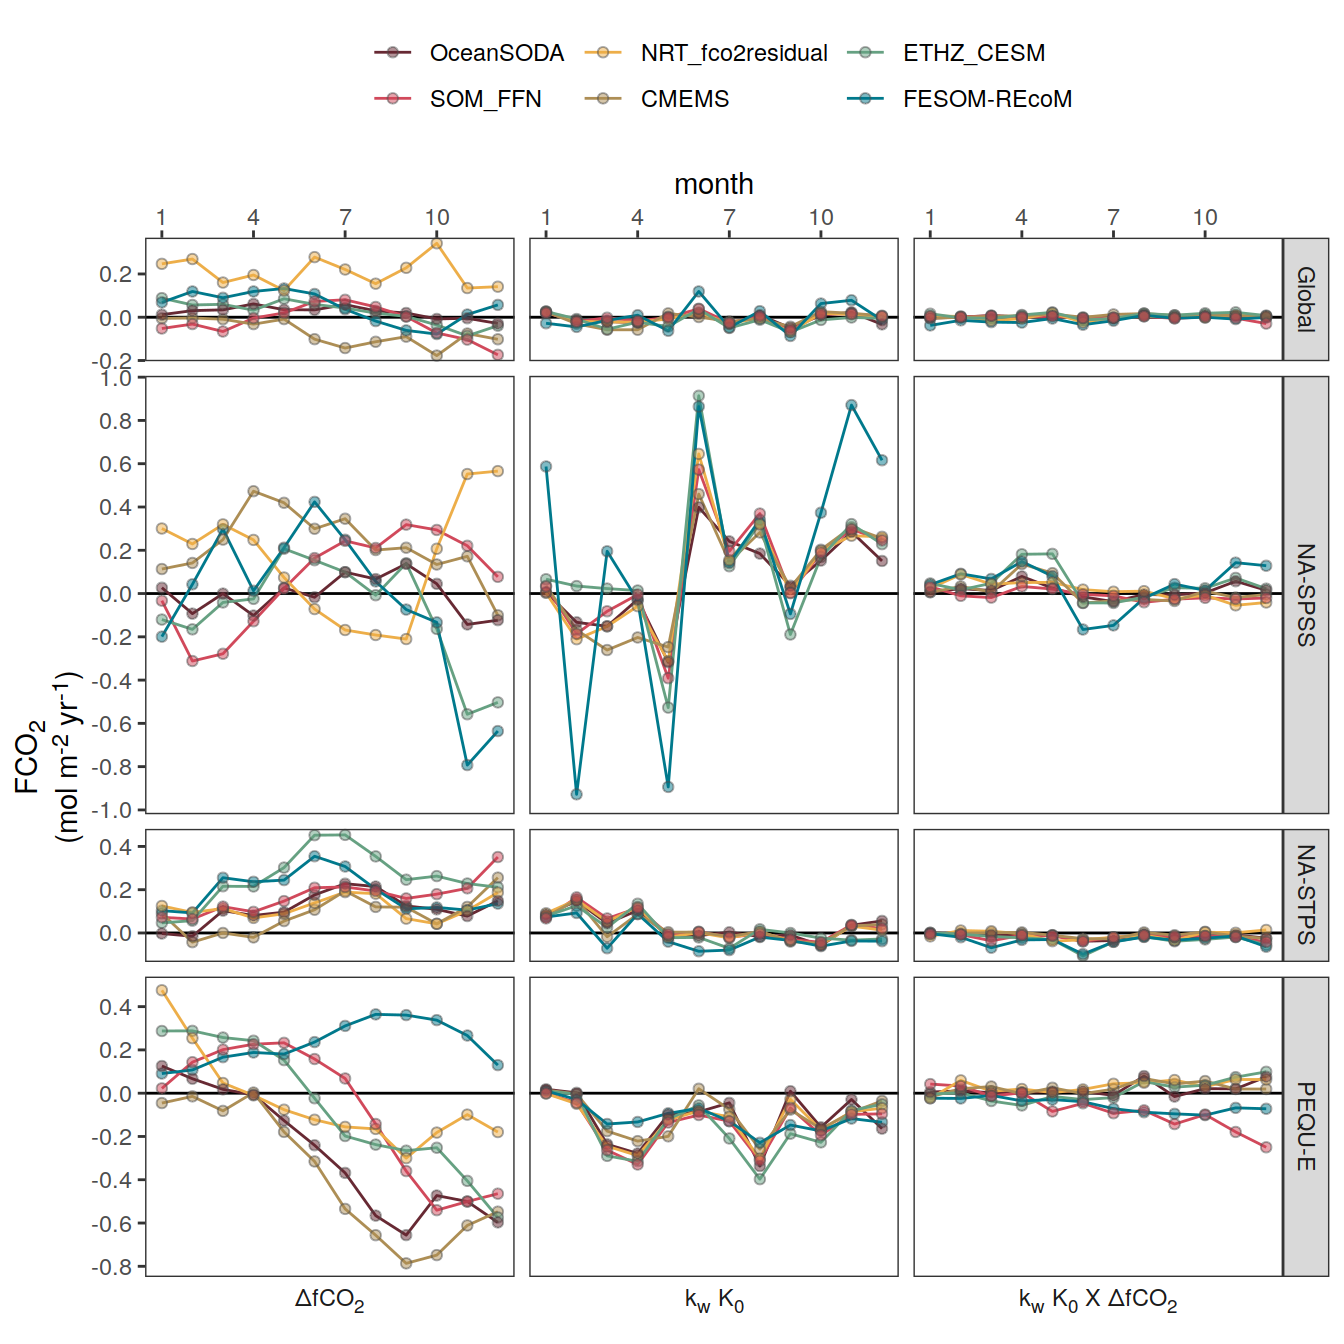 OceanSODA NRT_fco2residual ETHZ_CESM
SOM_FFN CMEMS FESOM-REcoM
month
1 4 7 10 1 4 7 10 1 4 7 10
0.2
0.0
-0.2
Global
1.0
0.8
0.6
0.4
0.2
0.0
-0.2
-0.4
-0.6
-0.8
-1.0
NA-SPSS
FCO₂
(mol m⁻² yr⁻¹)
0.4
0.2
0.0
NA-STPS
0.4
0.2
0.0
-0.2
-0.4
-0.6
-0.8
PEQU-E
ΔfCO₂ k_w K₀ k_w K₀ X ΔfCO₂